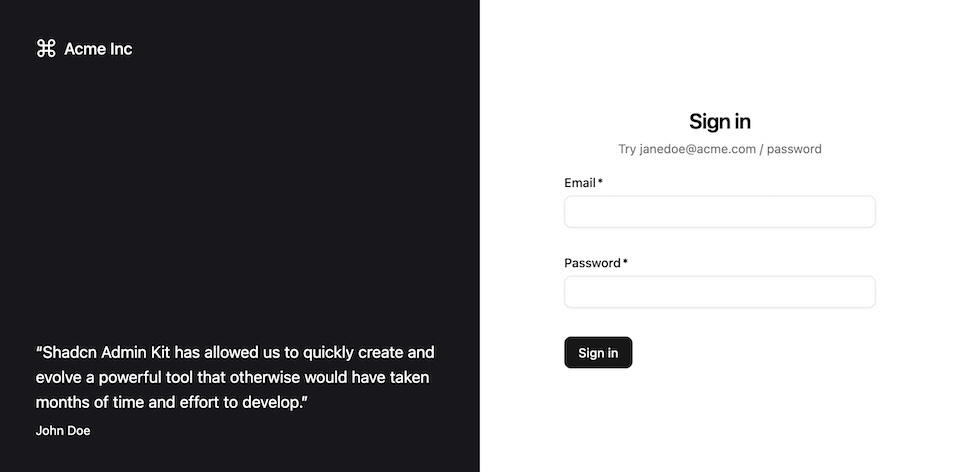 Acme Inc
“Shadcn Admin Kit has allowed us to quickly create and
evolve a powerful tool that otherwise would have taken
months of time and effort to develop.”
John Doe
Sign in
Try janedoe@acme.com / password
Email*
Password*
Sign in